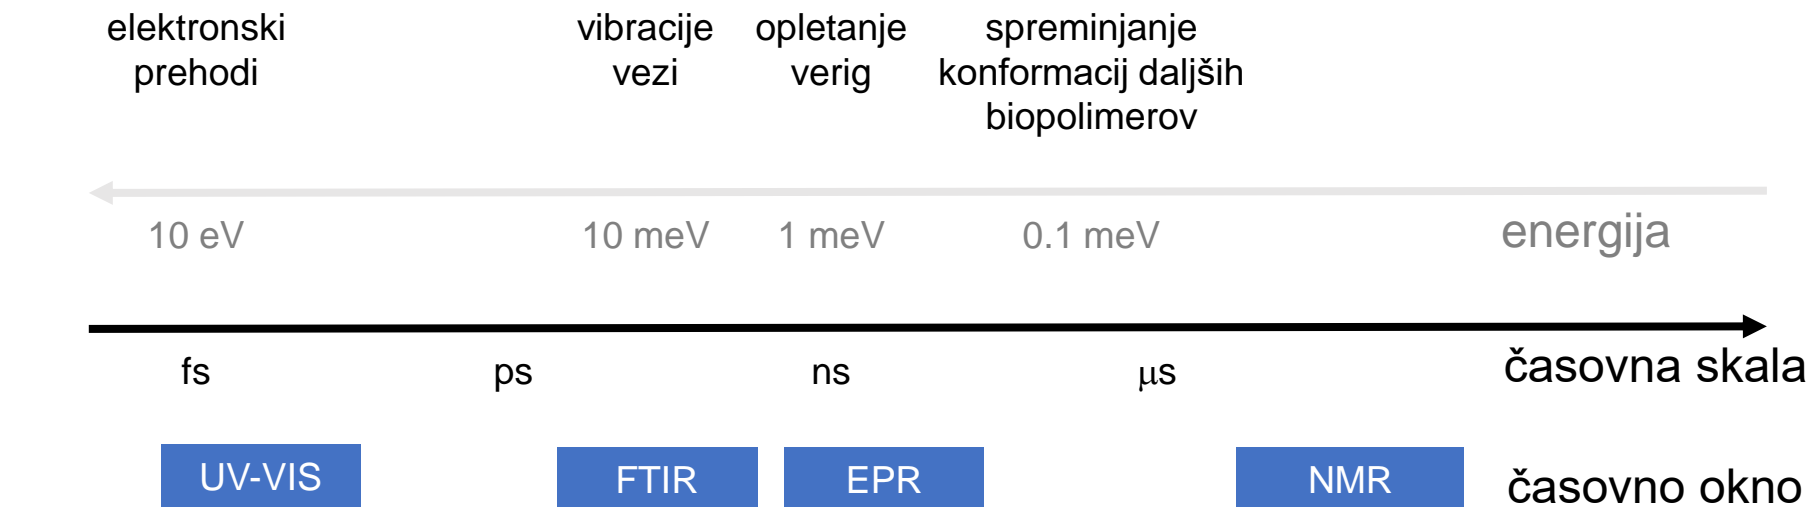 elektronski
prehodi
vibracije
vezi
opletanje
verig
spreminjanje
konformacij daljših
biopolimerov
10 eV
10 meV
1 meV
0.1 meV
energija
fs
ps
ns
μs
časovna skala
UV-VIS
FTIR
EPR
NMR
časovno okno